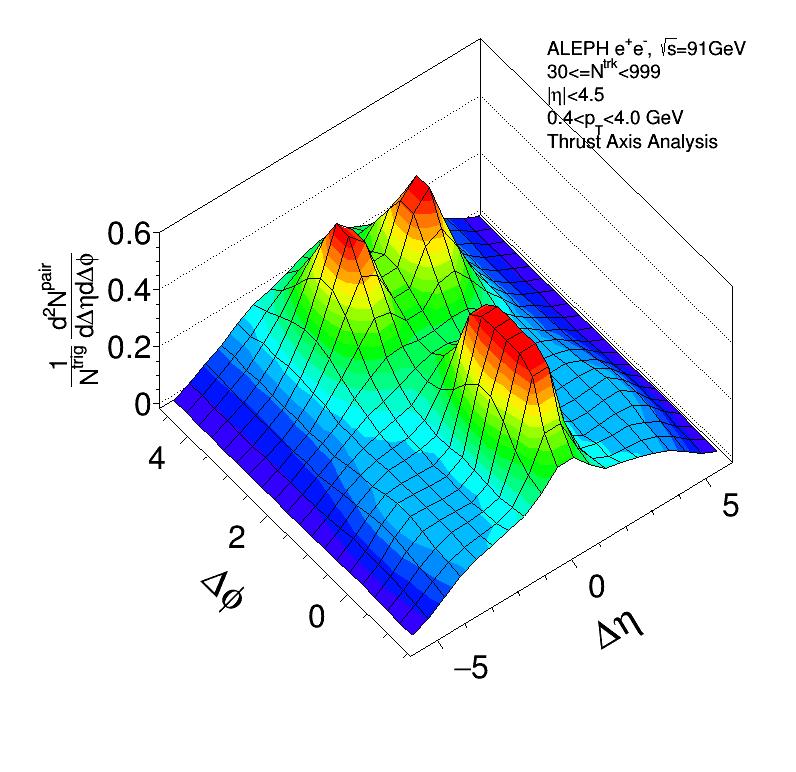 ALEPH e⁺e⁻, √s=91GeV
30<=N^trk<999
|η|<4.5
0.4<p_T<4.0 GeV
Thrust Axis Analysis
1/N^trig d²N^pair/dΔηdΔφ
0.6
0.4
0.2
0
4
2
0
Δϕ
−5
0
5
Δη